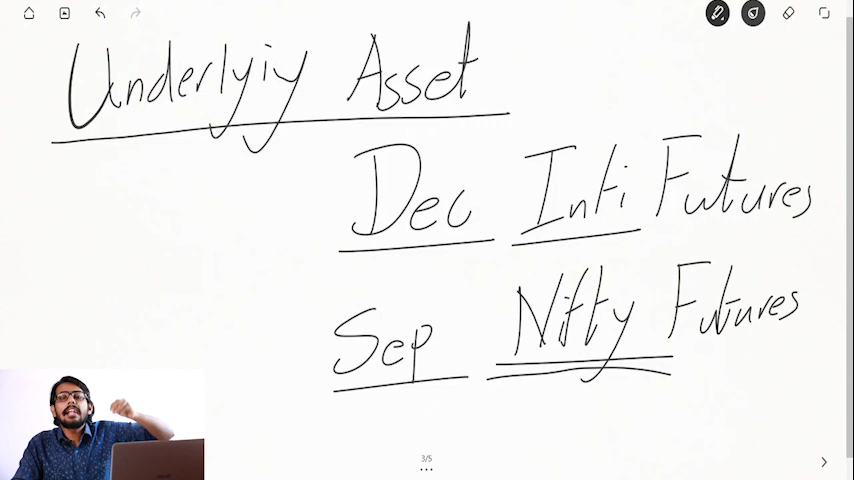 Underlyiy Asset
Dec Infi Futures
Sep Nifty Futures
3/5